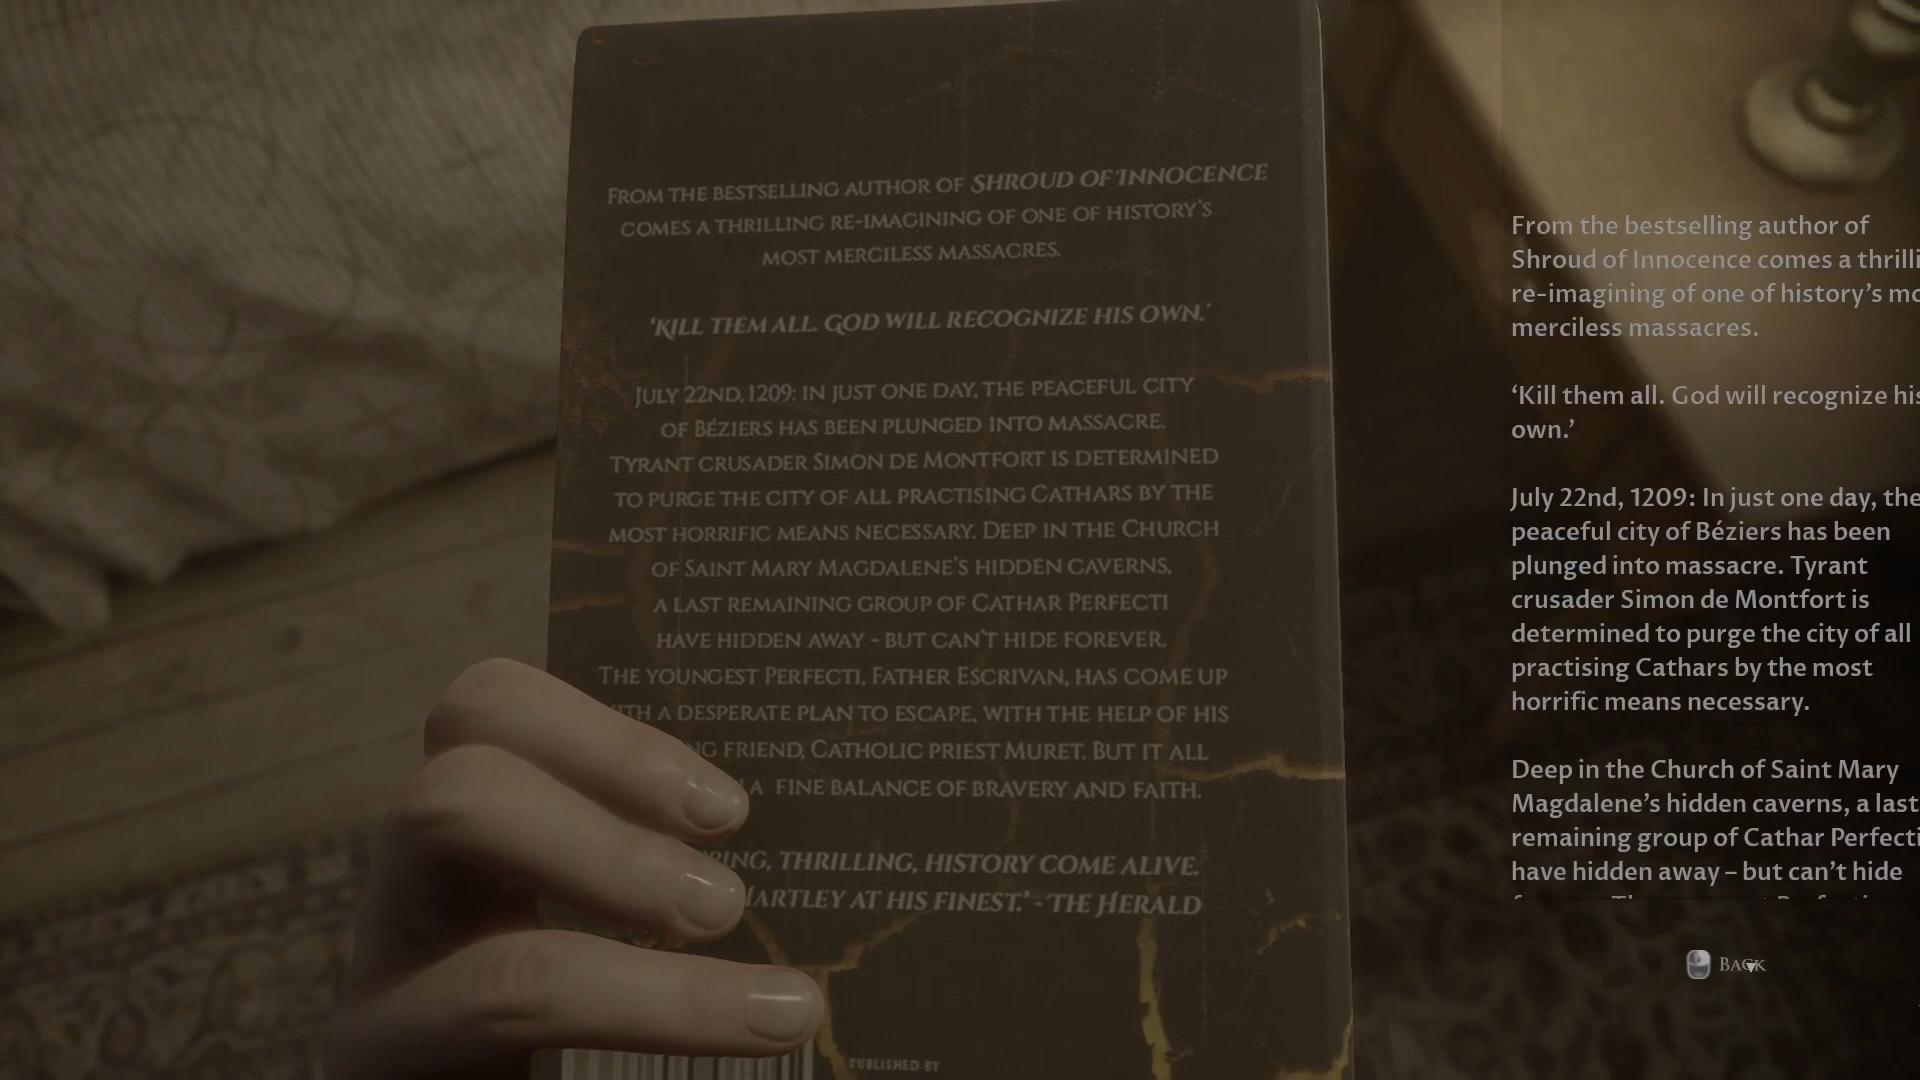 FROM THE BESTSELLING AUTHOR OF SHROUD OF INNOCENCE
COMES A THRILLING RE-IMAGINING OF ONE OF HISTORY'S
MOST MERCILESS MASSACRES.
'KILL THEM ALL. GOD WILL RECOGNIZE HIS OWN.'
JULY 22ND, 1209: IN JUST ONE DAY, THE PEACEFUL CITY
OF BÉZIERS HAS BEEN PLUNGED INTO MASSACRE.
TYRANT CRUSADER SIMON DE MONTFORT IS DETERMINED
TO PURGE THE CITY OF ALL PRACTISING CATHARS BY THE
MOST HORRIFIC MEANS NECESSARY. DEEP IN THE CHURCH
OF SAINT MARY MAGDALENE'S HIDDEN CAVERNS,
A LAST REMAINING GROUP OF CATHAR PERFECTI
HAVE HIDDEN AWAY - BUT CAN'T HIDE FOREVER.
THE YOUNGEST PERFECTI, FATHER ESCRIVAN, HAS COME UP
A DESPERATE PLAN TO ESCAPE, WITH THE HELP OF HIS
FRIEND, CATHOLIC PRIEST MURET. BUT IT ALL
A FINE BALANCE OF BRAVERY AND FAITH.
THRILLING, HISTORY COME ALIVE.
HARTLEY AT HIS FINEST.' - THE HERALD
PUBLISHED BY
From the bestselling author of
Shroud of Innocence comes a thrilli
re-imagining of one of history's mo
merciless massacres.
'Kill them all. God will recognize his
own.'
July 22nd, 1209: In just one day, the
peaceful city of Béziers has been
plunged into massacre. Tyrant
crusader Simon de Montfort is
determined to purge the city of all
practising Cathars by the most
horrific means necessary.
Deep in the Church of Saint Mary
Magdalene's hidden caverns, a last
remaining group of Cathar Perfecti
have hidden away – but can't hide
BACK